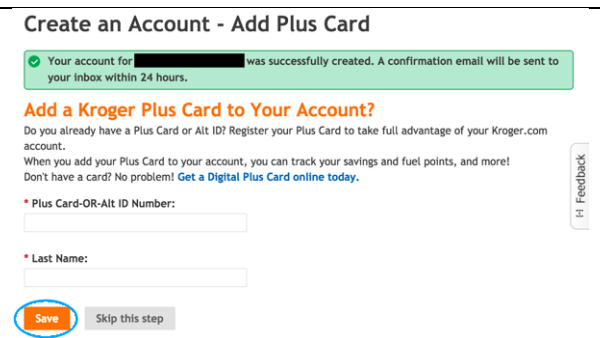 Create an Account - Add Plus Card
Your account for was successfully created. A confirmation email will be sent to
your inbox within 24 hours.
Add a Kroger Plus Card to Your Account?
Do you already have a Plus Card or Alt ID? Register your Plus Card to take full advantage of your Kroger.com
account.
When you add your Plus Card to your account, you can track your savings and fuel points, and more!
Don't have a card? No problem! Get a Digital Plus Card online today.
* Plus Card-OR-Alt ID Number:
* Last Name:
Save Skip this step
[-] Feedback